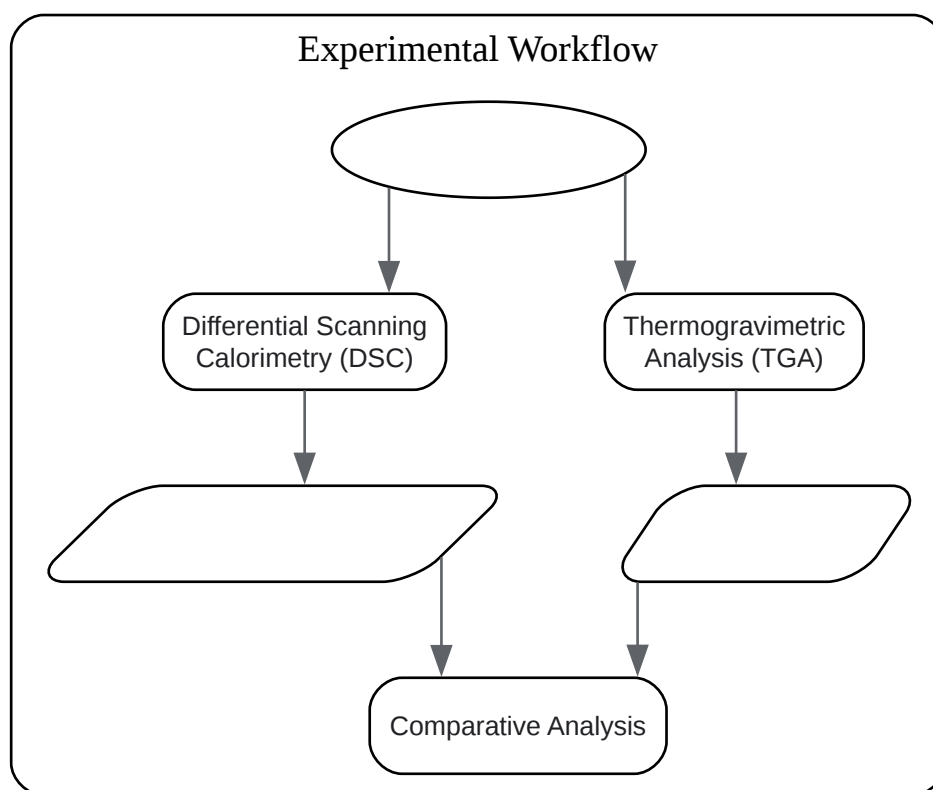 Experimental Workflow
Differential Scanning
Calorimetry (DSC)
Thermogravimetric
Analysis (TGA)
Comparative Analysis